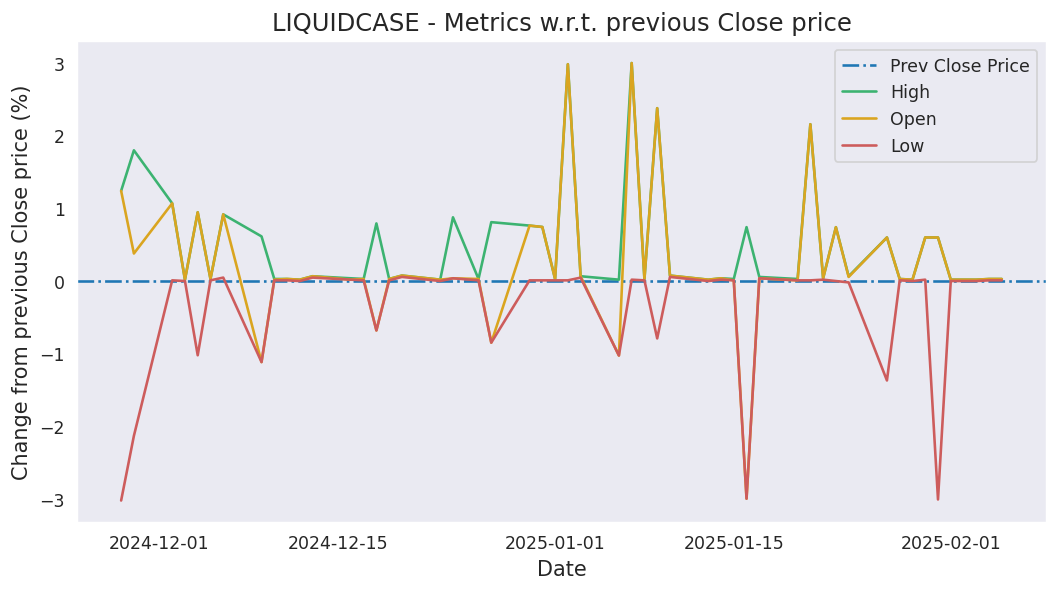 LIQUIDCASE - Metrics w.r.t. previous Close price
Change from previous Close price (%)
3
2
1
0
−1
−2
−3
Prev Close Price
High
Open
Low
2024-12-01
2024-12-15
2025-01-01
2025-01-15
2025-02-01
Date